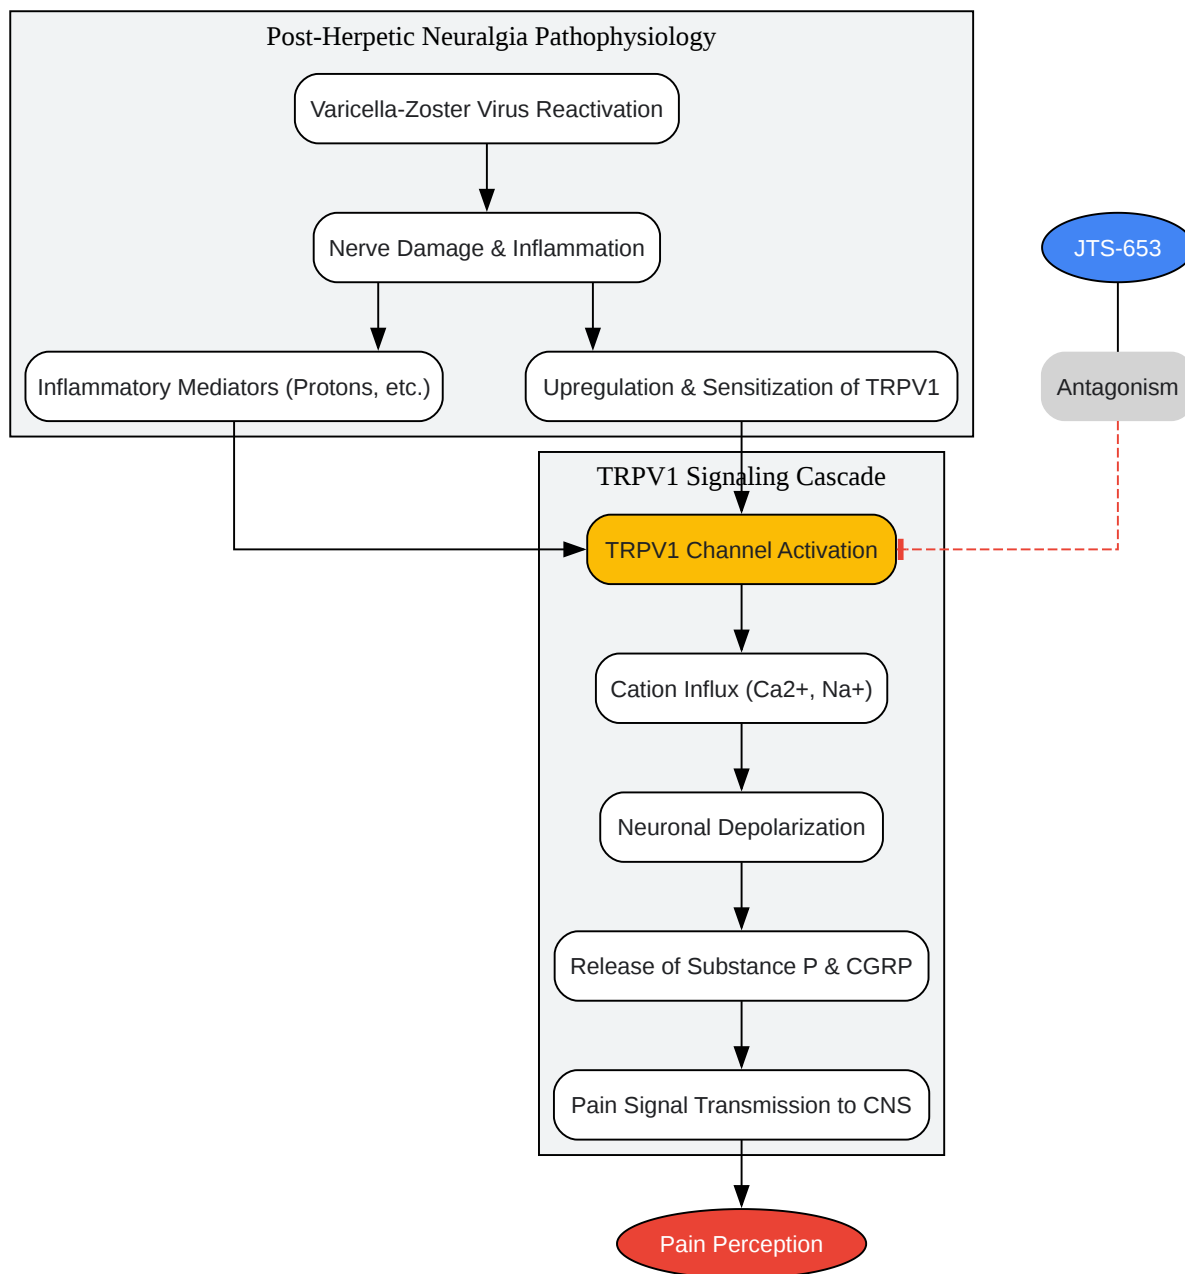 Post-Herpetic Neuralgia Pathophysiology
Varicella-Zoster Virus Reactivation
Nerve Damage & Inflammation
JTS-653
Inflammatory Mediators (Protons, etc.)
Upregulation & Sensitization of TRPV1
Antagonism
TRPV1 Signaling Cascade
TRPV1 Channel Activation
Cation Influx (Ca2+, Na+)
Neuronal Depolarization
Release of Substance P & CGRP
Pain Signal Transmission to CNS
Pain Perception